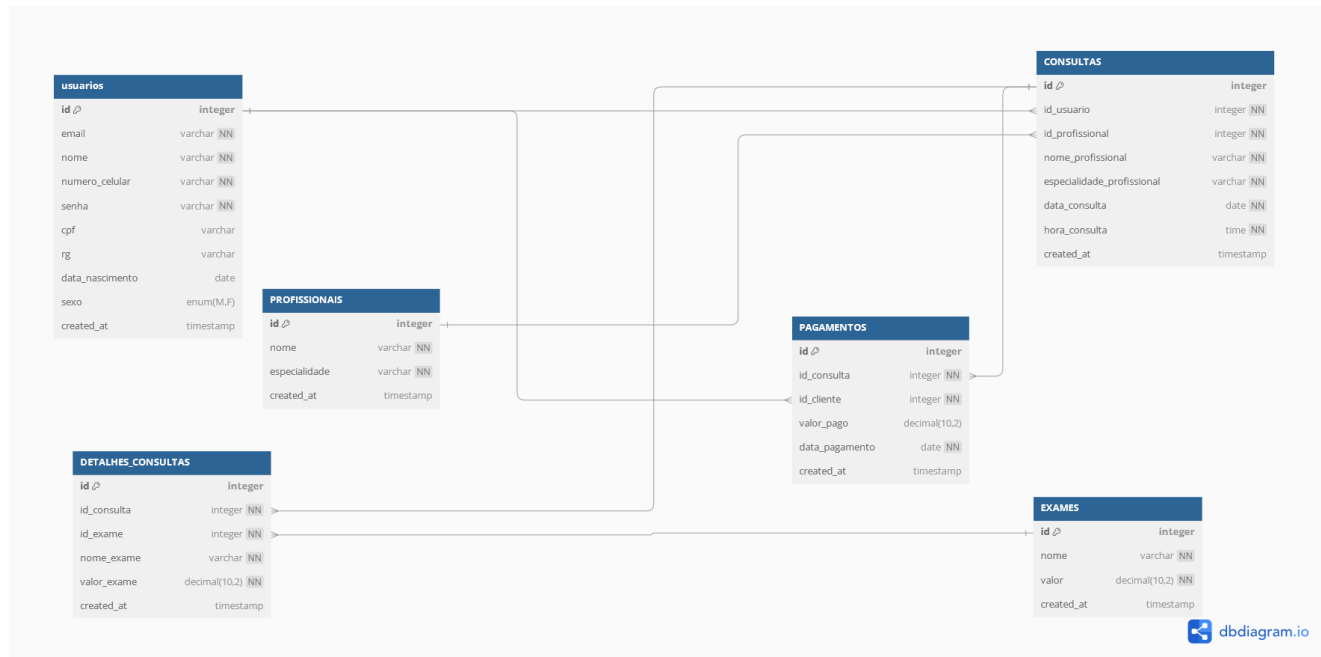 usuarios
id integer
email varchar NN
nome varchar NN
numero_celular varchar NN
senha varchar NN
cpf varchar
rg varchar
data_nascimento date
sexo enum(M,F)
created_at timestamp
CONSULTAS
id integer
id_usuario integer NN
id_profissional integer NN
nome_profissional varchar NN
especialidade_profissional varchar NN
data_consulta date NN
hora_consulta time NN
created_at timestamp
PROFISSIONAIS
id integer
nome varchar NN
especialidade varchar NN
created_at timestamp
PAGAMENTOS
id integer
id_consulta integer NN
id_cliente integer NN
valor_pago decimal(10,2)
data_pagamento date NN
created_at timestamp
DETALHES_CONSULTAS
id integer
id_consulta integer NN
id_exame integer NN
nome_exame varchar NN
valor_exame decimal(10,2) NN
created_at timestamp
EXAMES
id integer
nome varchar NN
valor decimal(10,2) NN
created_at timestamp
dbdiagram.io